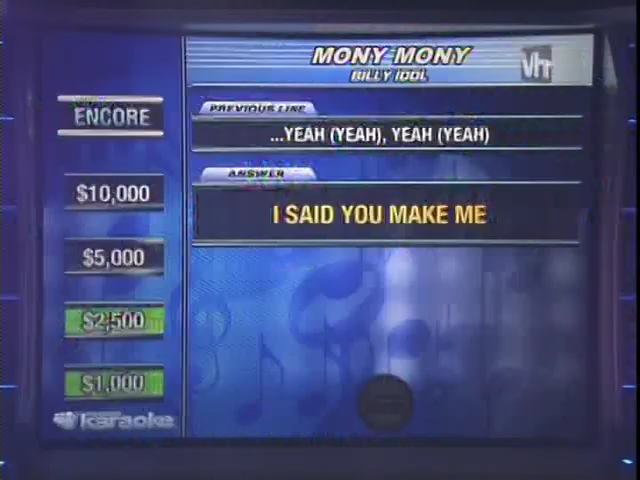 MONY MONY
BILLY IDOL
Vh1
ENCORE
PREVIOUS LINE
...YEAH (YEAH), YEAH (YEAH)
ANSWER
I SAID YOU MAKE ME
$10,000
$5,000
$2,500
$1,000
karaoke